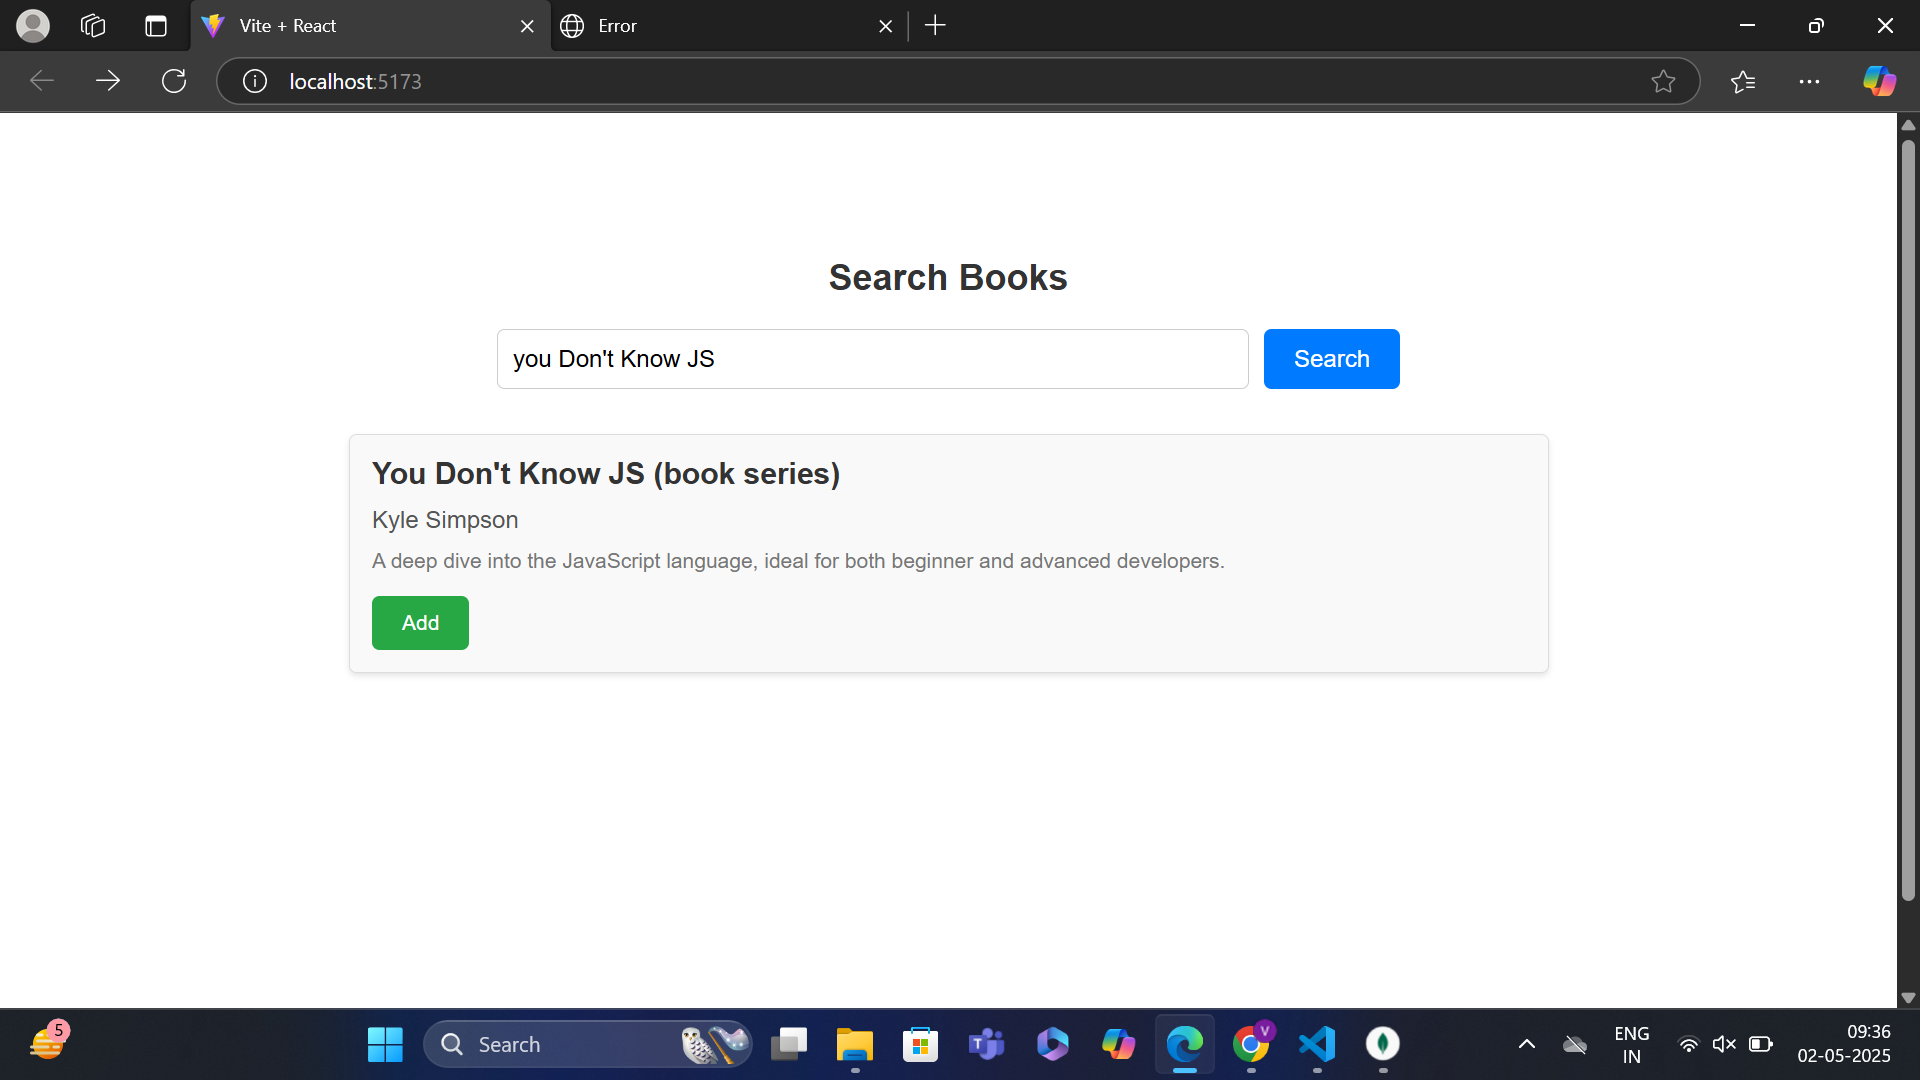 Vite + React
Error
localhost:5173
Search Books
you Don't Know JS
Search
You Don't Know JS (book series)
Kyle Simpson
A deep dive into the JavaScript language, ideal for both beginner and advanced developers.
Add
5
Search
T
V
ENG
IN
09:36
02-05-2025